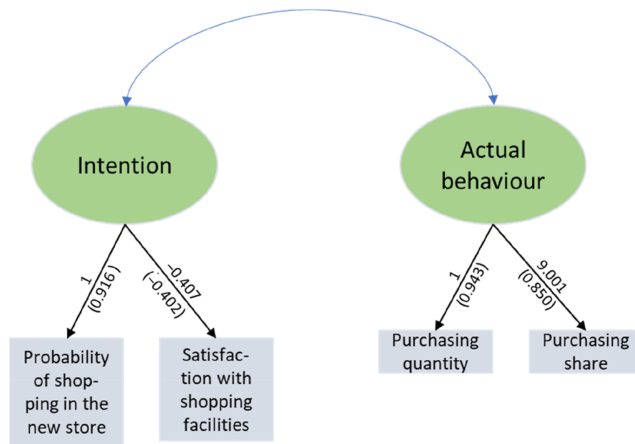 Intention
Actual
behaviour
1
(0.916)
−0.407
(−0.402)
1
(0.943)
9.001
(0.850)
Probability
of shop-
ping in the
new store
Satisfac-
tion with
shopping
facilities
Purchasing
quantity
Purchasing
share